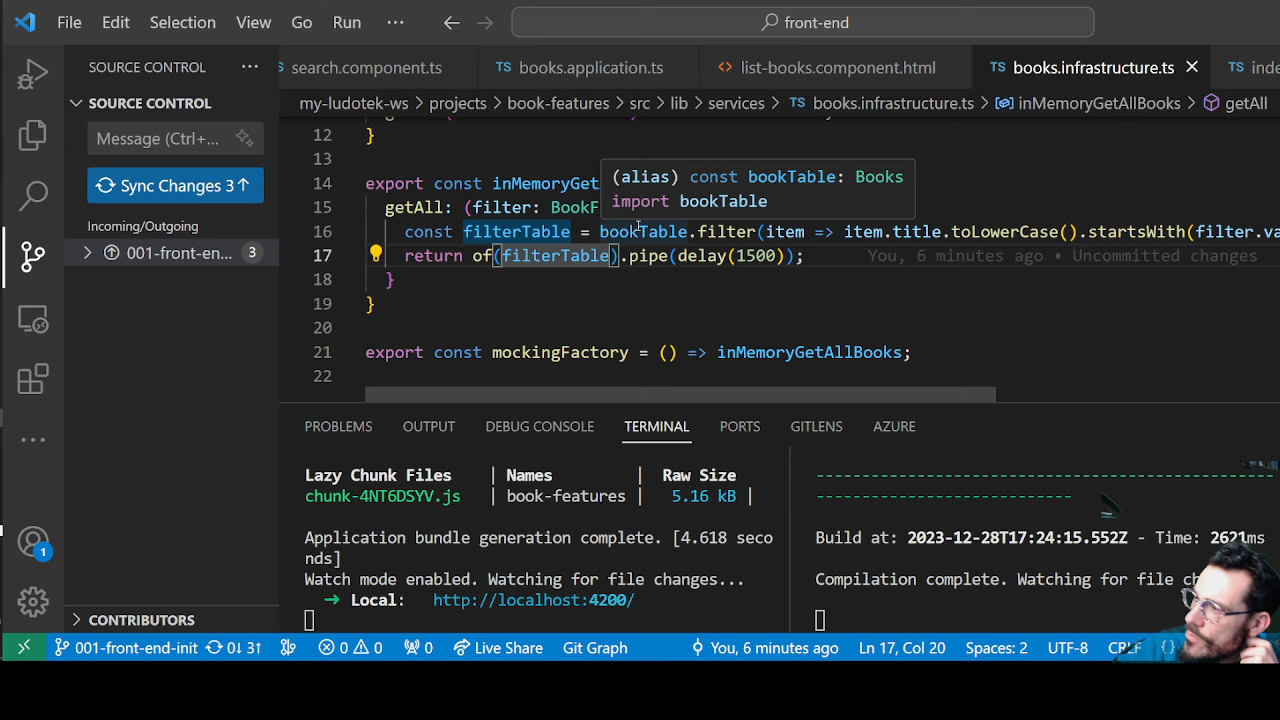 File Edit Selection View Go Run ··· front-end
SOURCE CONTROL ···
search.component.ts TS books.application.ts <> list-books.component.html TS books.infrastructure.ts
SOURCE CONTROL
my-ludotek-ws > projects > book-features > src > lib > services > TS books.infrastructure.ts > inMemoryGetAllBooks > getAll
Message (Ctrl+...
Sync Changes 3↑
Incoming/Outgoing
001-front-en... 3
12 }
13
14 export const inMemoryGet
(alias) const bookTable: Books
import bookTable
15 getAll: (filter: BookF
16 const filterTable = bookTable.filter(item => item.title.toLowerCase().startsWith(filter.va
17 return of(filterTable).pipe(delay(1500)); You, 6 minutes ago • Uncommitted changes
18 }
19 }
20
21 export const mockingFactory = () => inMemoryGetAllBooks;
22
PROBLEMS OUTPUT DEBUG CONSOLE TERMINAL PORTS GITLENS AZURE
Lazy Chunk Files | Names | Raw Size
chunk-4NT6DSYV.js | book-features | 5.16 kB |
Application bundle generation complete. [4.618 seco
nds]
Watch mode enabled. Watching for file changes...
➜ Local: http://localhost:4200/
Build at: 2023-12-28T17:24:15.552Z - Time: 2621ms
Compilation complete. Watching for file
1
CONTRIBUTORS
001-front-end-init 0↓ 3↑ 0 0 0 Live Share Git Graph You, 6 minutes ago Ln 17, Col 20 Spaces: 2 UTF-8 CRLF {}